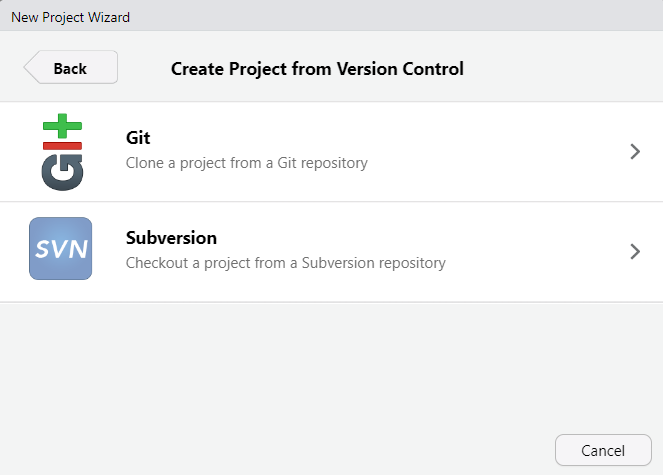 New Project Wizard
Back
Create Project from Version Control
Git
Git
Clone a project from a Git repository
SVN
Subversion
Checkout a project from a Subversion repository
Cancel